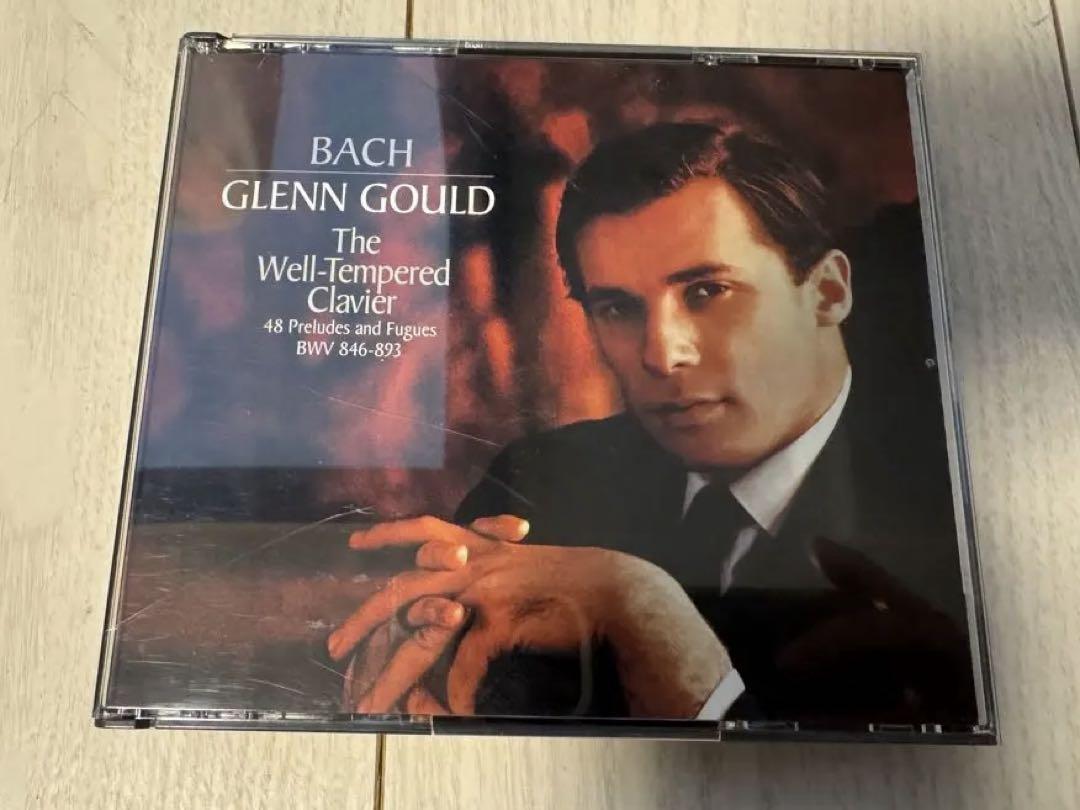 BACH
GLENN GOULD
The
Well-Tempered
Clavier
48 Preludes and Fugues
BWV 846-893